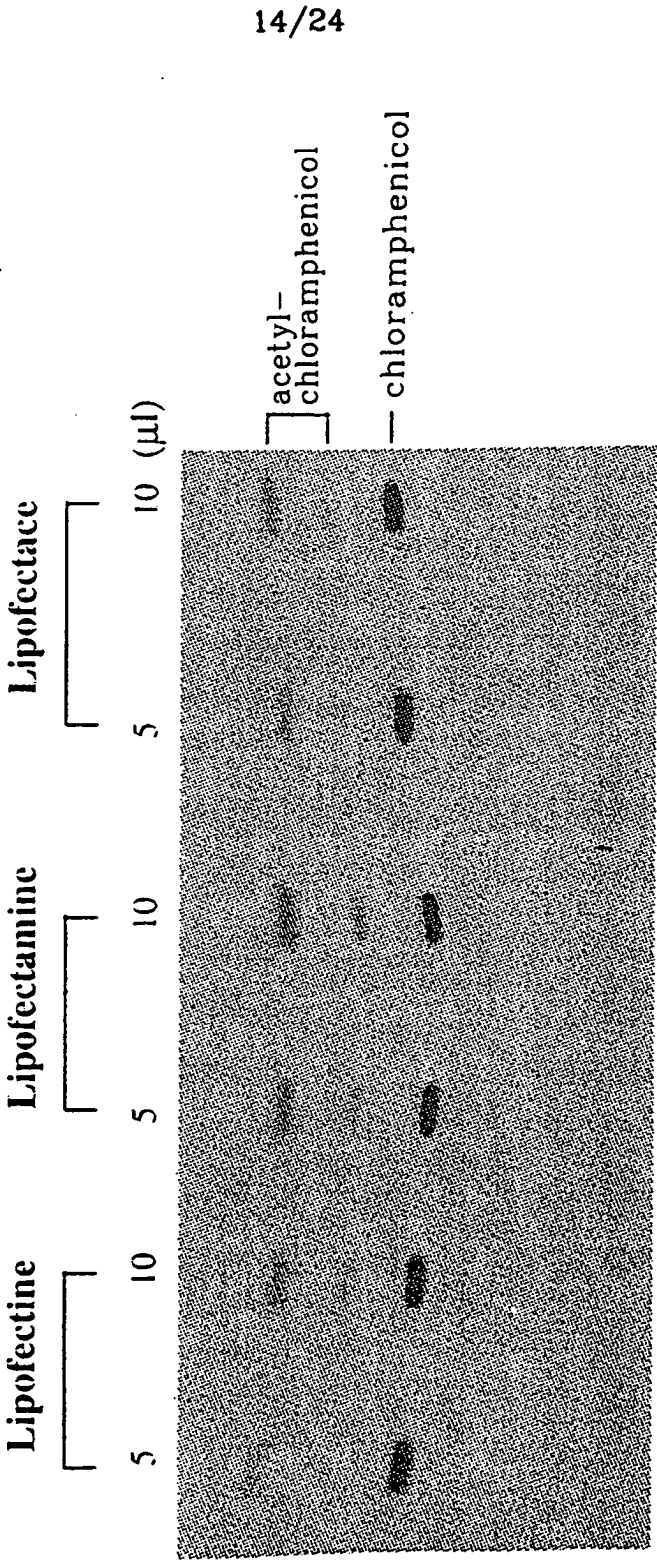 14/24
Lipofectine
Lipofectamine
Lipofectace
5
10
5
10
5
10 (µl)
acetyl-
chloramphenicol
chloramphenicol